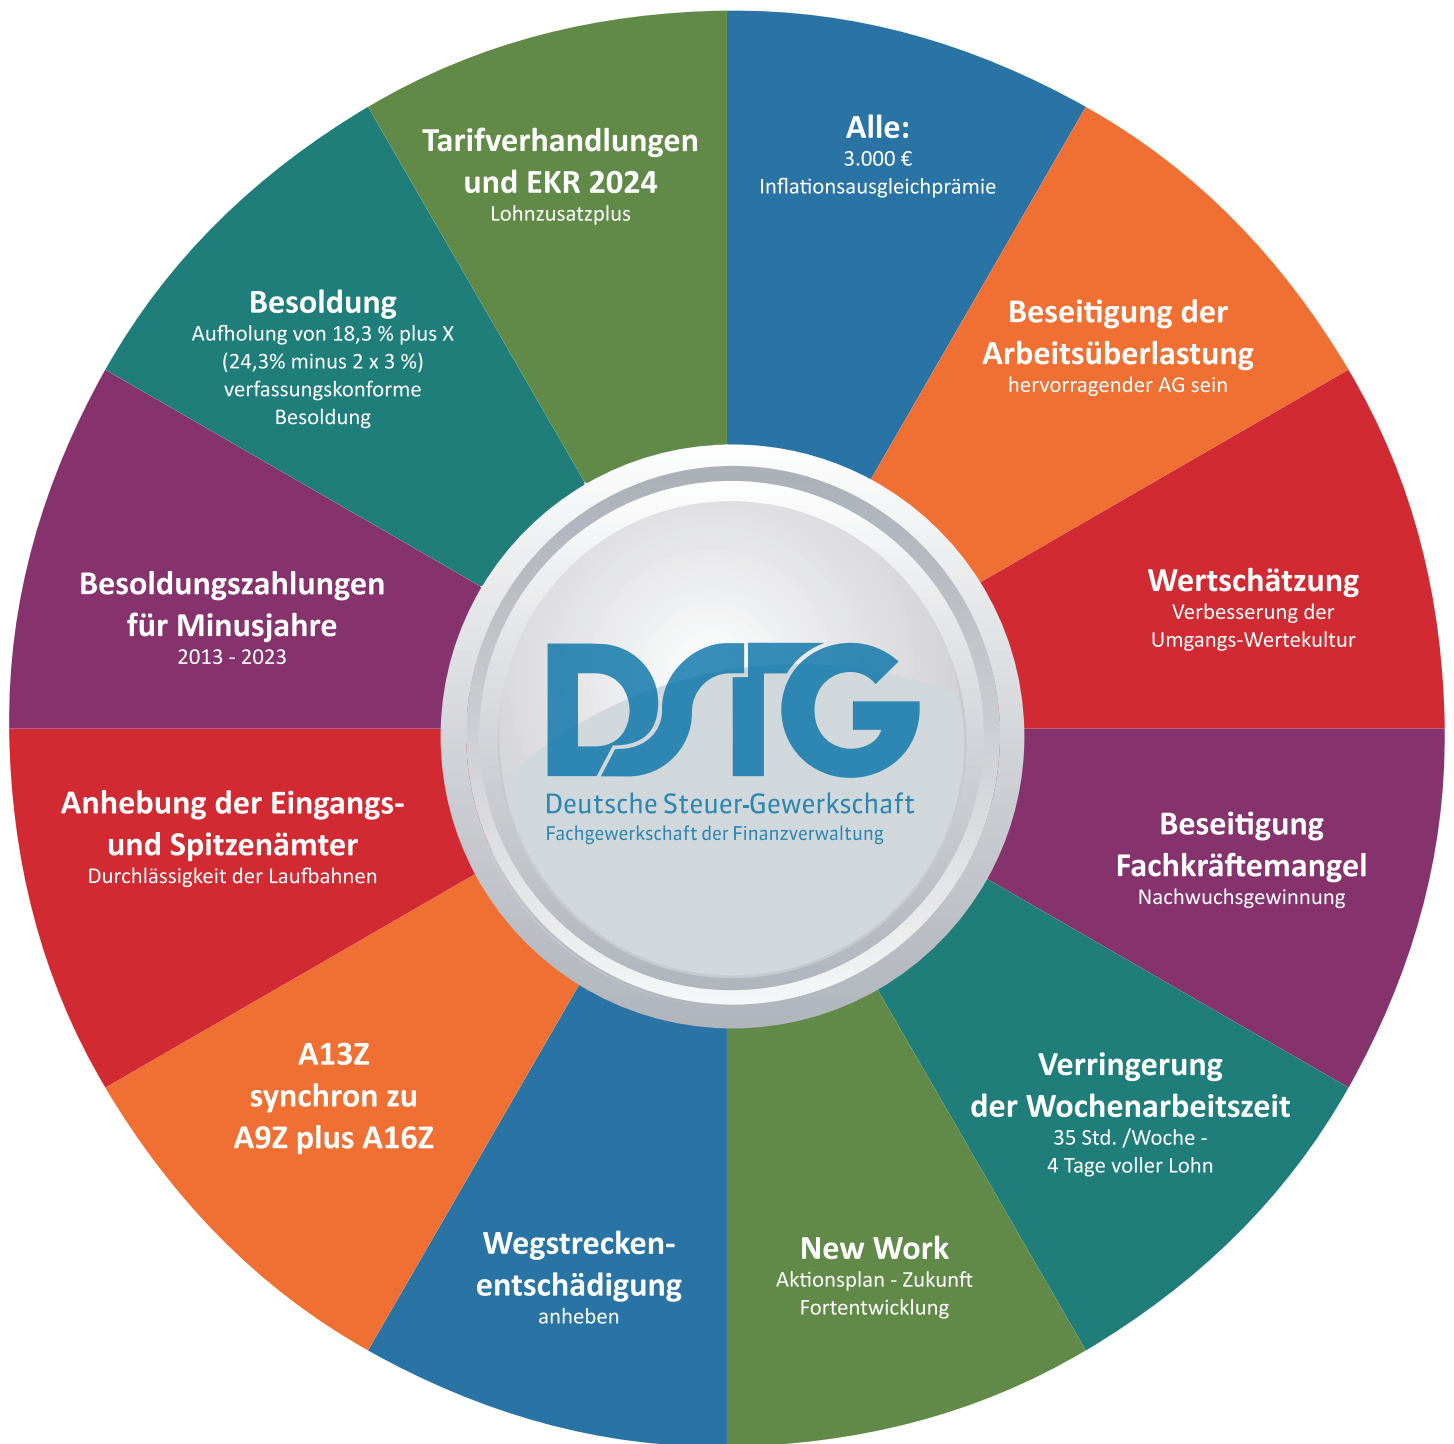 Alle:
3.000 €
Inflationsausgleichprämie
Beseitigung der
Arbeitsüberlastung
hervorragender AG sein
Wertschätzung
Verbesserung der
Umgangs-Wertekultur
Beseitigung
Fachkräftemangel
Nachwuchsgewinnung
Verringerung
der Wochenarbeitszeit
35 Std. /Woche -
4 Tage voller Lohn
New Work
Aktionsplan - Zukunft
Fortentwicklung
Wegstrecken-
entschädigung
anheben
A13Z
synchron zu
A9Z plus A16Z
Anhebung der Eingangs-
und Spitzenämter
Durchlässigkeit der Laufbahnen
Besoldungszahlungen
für Minusjahre
2013 - 2023
Besoldung
Aufholung von 18,3 % plus X
(24,3% minus 2 x 3 %)
verfassungskonforme
Besoldung
Tarifverhandlungen
und EKR 2024
Lohnzusatzplus
DSTG
Deutsche Steuer-Gewerkschaft
Fachgewerkschaft der Finanzverwaltung